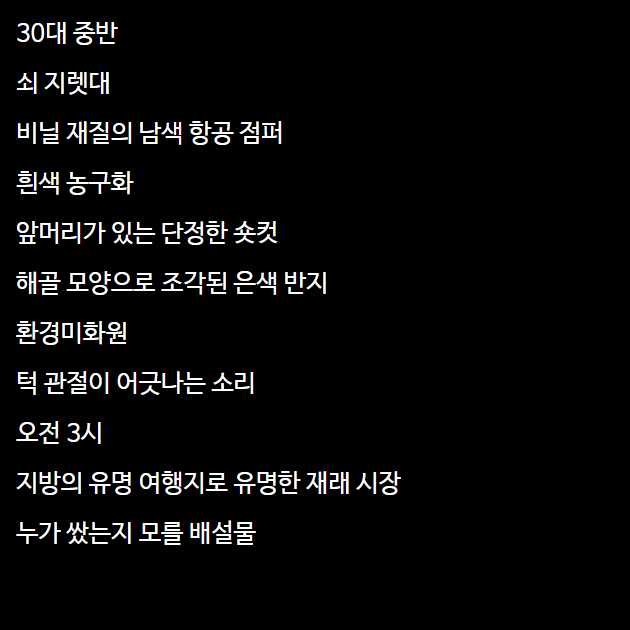 30대 중반
쇠 지렛대
비닐 재질의 남색 항공 점퍼
흰색 농구화
앞머리가 있는 단정한 숏컷
해골 모양으로 조각된 은색 반지
환경미화원
턱 관절이 어긋나는 소리
오전 3시
지방의 유명 여행지로 유명한 재래 시장
누가 쌌는지 모를 배설물